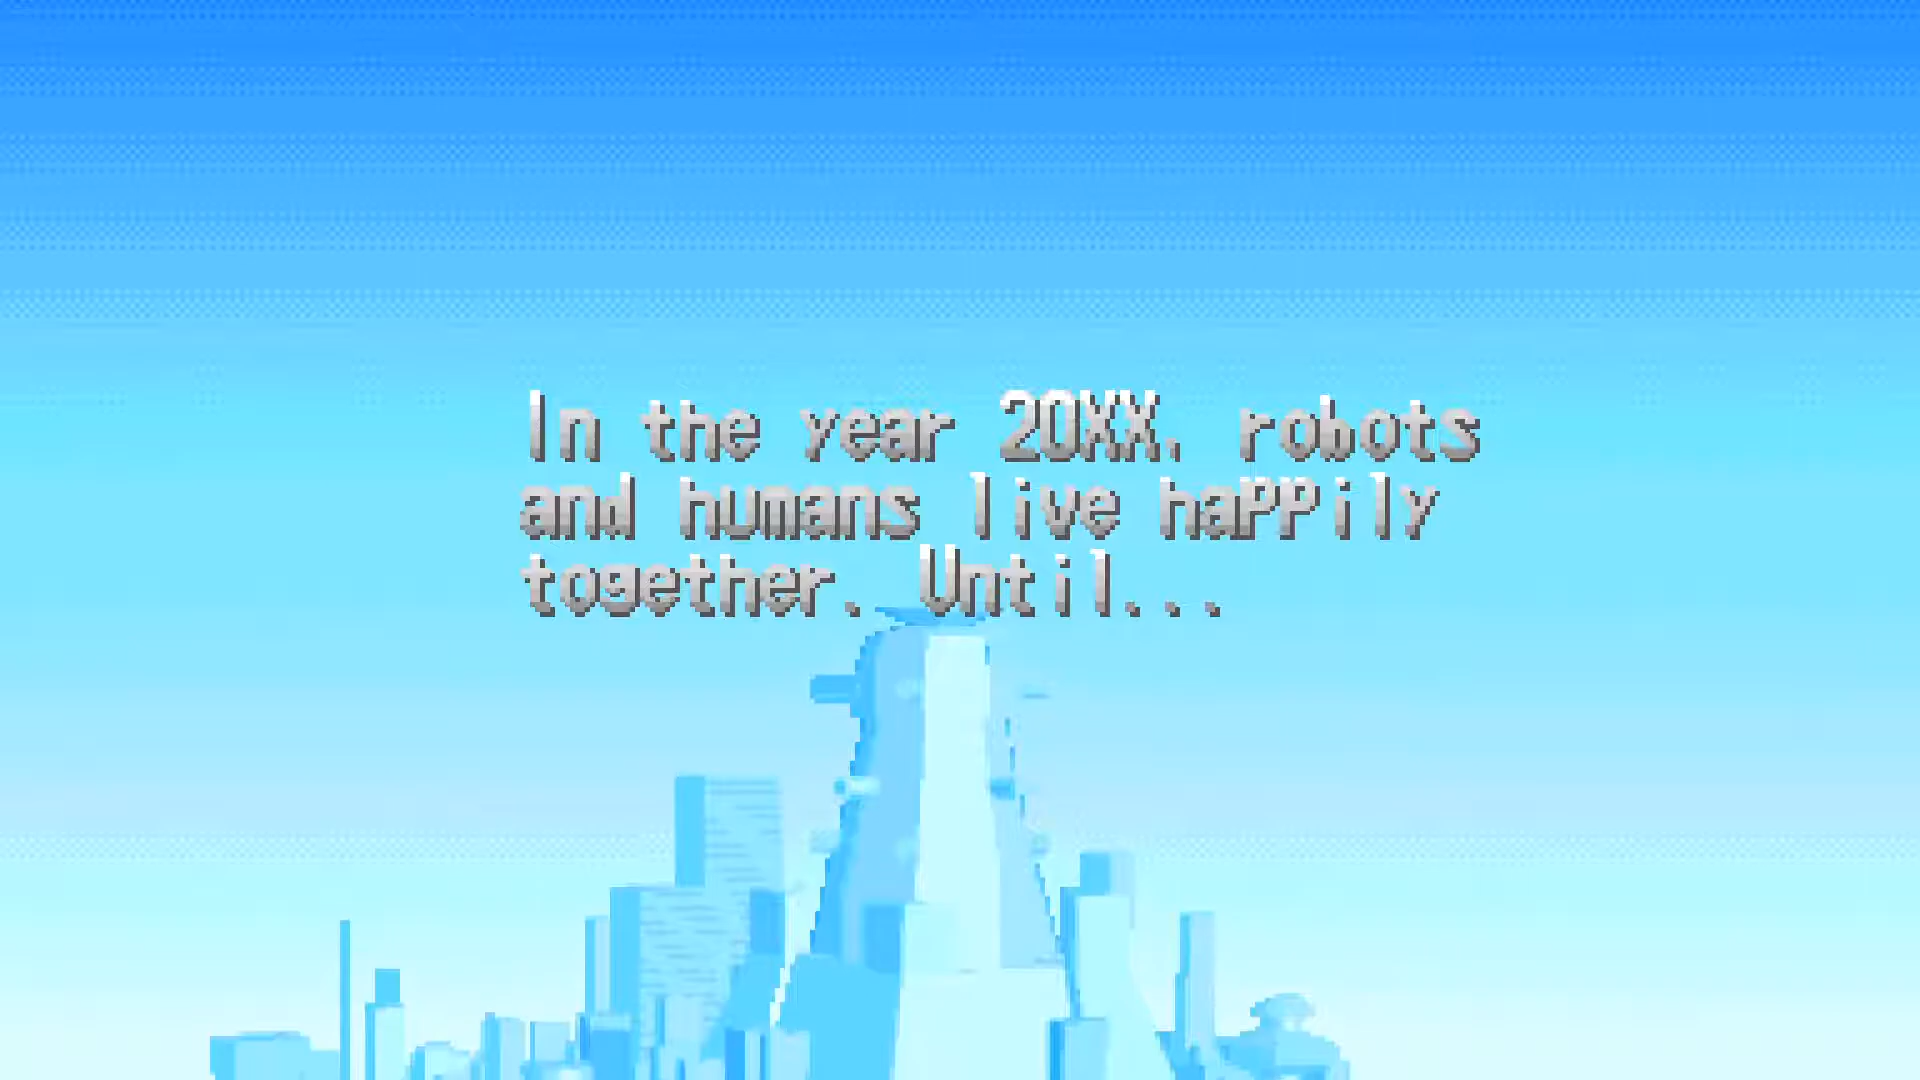 In the year 20XX, robots
and humans live happily
together. Until...